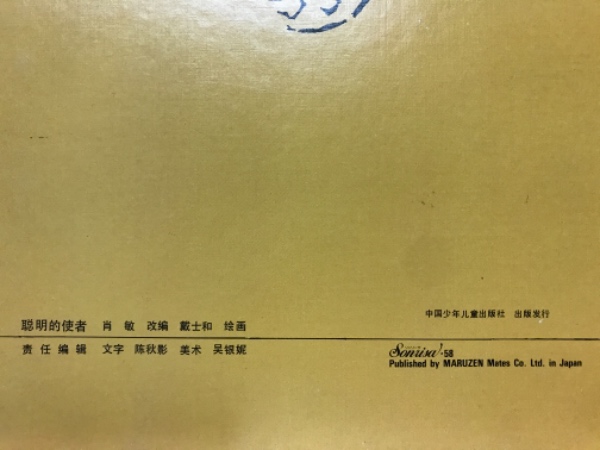 聪明的使者 肖 敏 改编 戴士和 绘画
责任编辑 文字 陈秋影 美术 吴银妮
中国少年儿童出版社 出版发行
Sonrisa!-58
Published by MARUZEN Mates Co. Ltd. in Japan